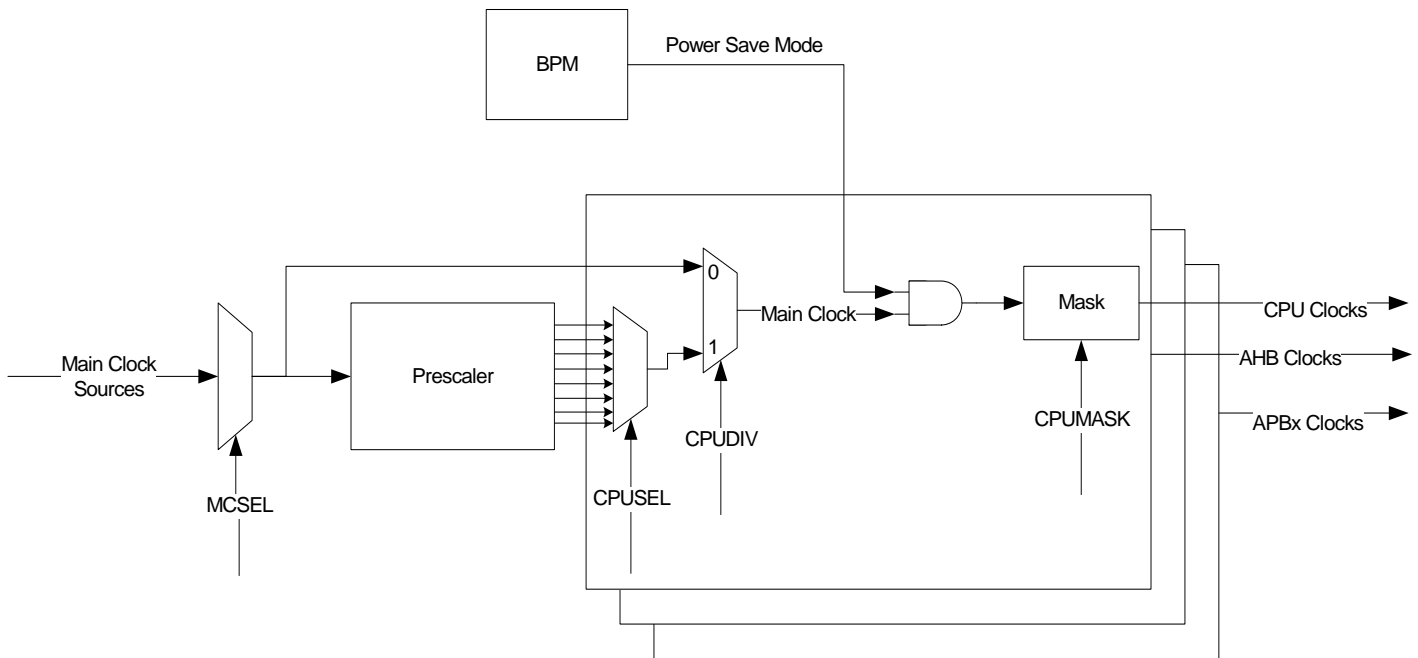 BPM
Power Save Mode
0
Main Clock
Mask
CPU Clocks
1
Main Clock
Sources
Prescaler
AHB Clocks
CPUDIV
CPUMASK
APBx Clocks
MCSEL
CPUSEL